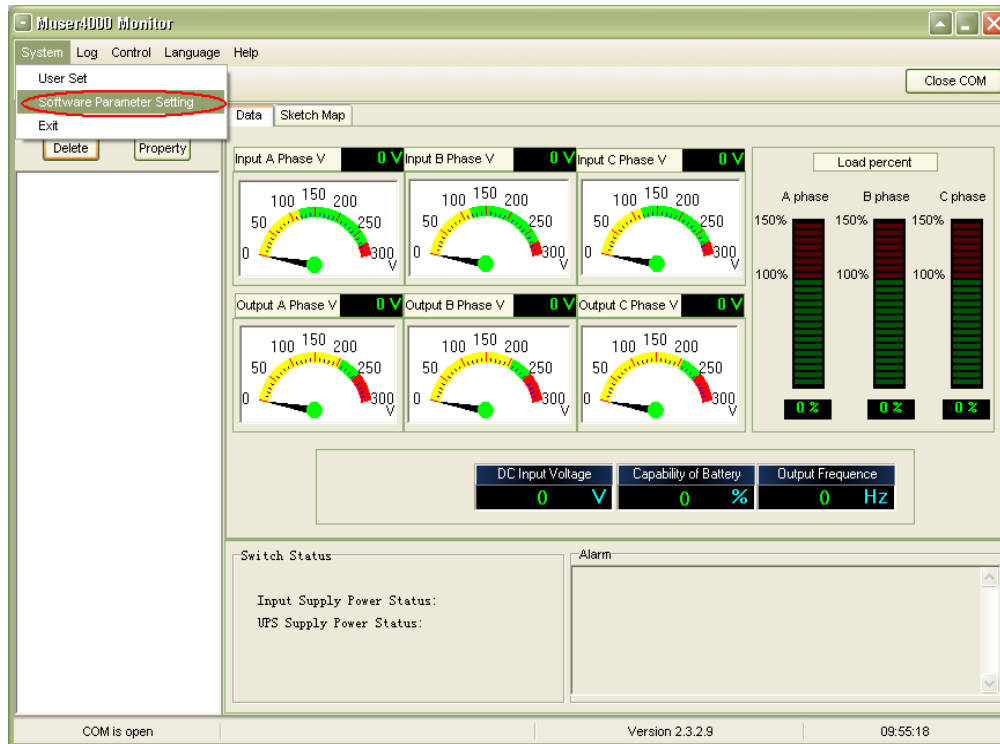 Muser4000 Monitor
System Log Control Language Help
User Set
Software Parameter Setting
Exit
Close COM
Delete Property
Data Sketch Map
Input A Phase V 0 V Input B Phase V 0 V Input C Phase V 0 V
0 50 100 150 200 250 300 V
0 50 100 150 200 250 300 V
0 50 100 150 200 250 300 V
Output A Phase V 0 V Output B Phase V 0 V Output C Phase V 0 V
0 50 100 150 200 250 300 V
0 50 100 150 200 250 300 V
0 50 100 150 200 250 300 V
Load percent
A phase B phase C phase
150% 150% 150%
100% 100% 100%
0 % 0 % 0 %
DC Input Voltage Capability of Battery Output Frequence
0 V 0 % 0 Hz
Switch Status
Input Supply Power Status:
UPS Supply Power Status:
Alarm
COM is open Version 2.3.2.9 09:55:18